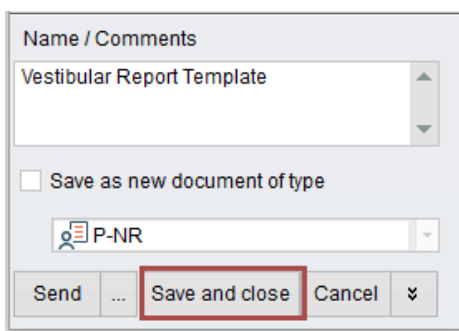 Name / Comments
Vestibular Report Template
Save as new document of type
P-NR
Send ... Save and close Cancel